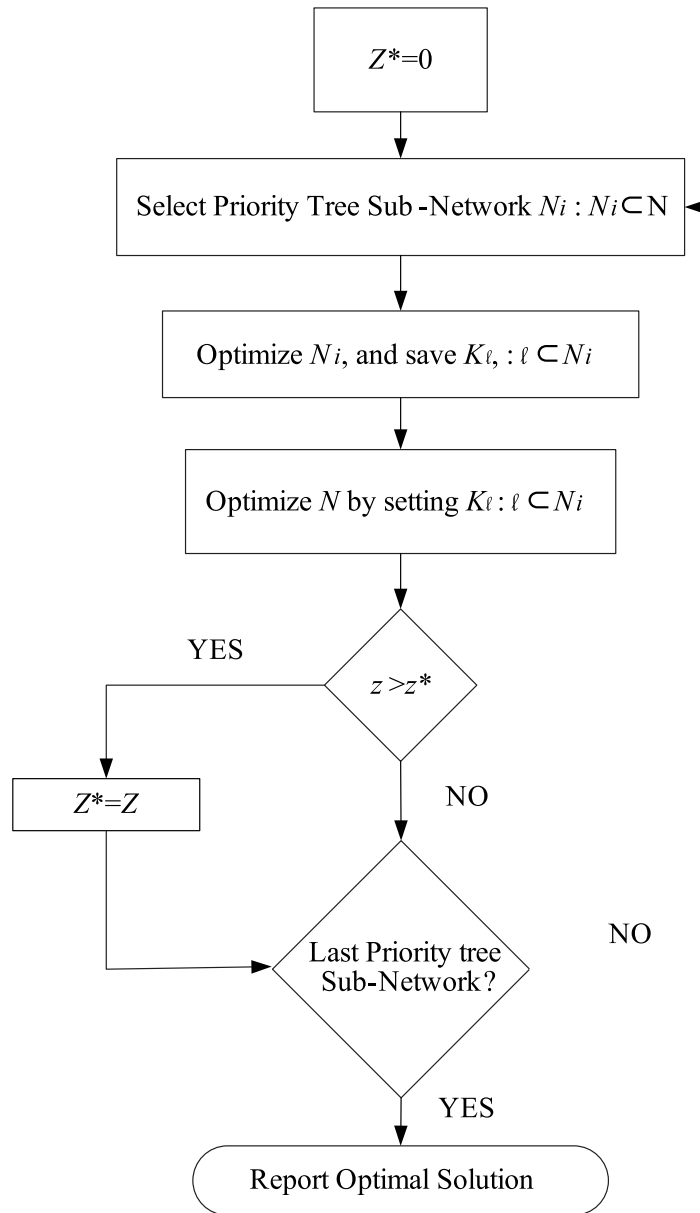 Z*=0
Select Priority Tree Sub-Network Ni : Ni⊂N
Optimize Ni, and save Kℓ, : ℓ ⊂ Ni
Optimize N by setting Kℓ : ℓ ⊂ Ni
YES
z >z*
NO
Z*=Z
NO
Last Priority tree
Sub-Network?
YES
Report Optimal Solution